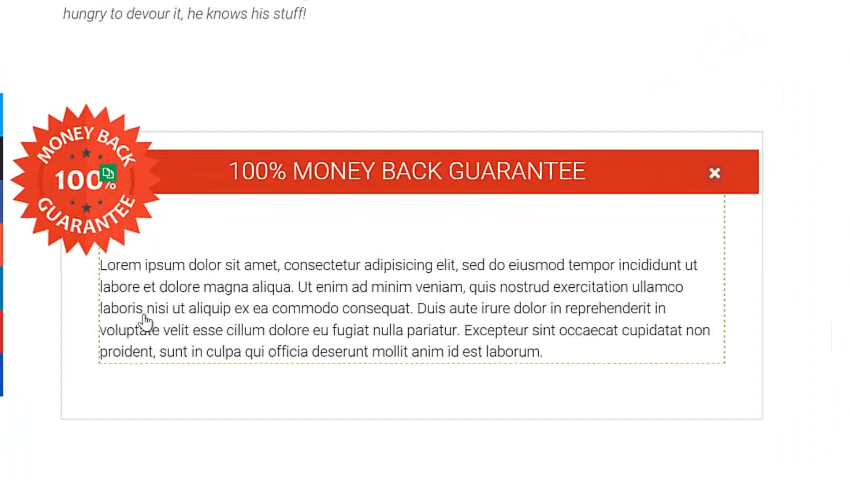 hungry to devour it, he knows his stuff!
MONEY BACK
100%
GUARANTEE
100% MONEY BACK GUARANTEE
Lorem ipsum dolor sit amet, consectetur adipisicing elit, sed do eiusmod tempor incididunt ut
labore et dolore magna aliqua. Ut enim ad minim veniam, quis nostrud exercitation ullamco
laboris nisi ut aliquip ex ea commodo consequat. Duis aute irure dolor in reprehenderit in
voluptate velit esse cillum dolore eu fugiat nulla pariatur. Excepteur sint occaecat cupidatat non
proident, sunt in culpa qui officia deserunt mollit anim id est laborum.